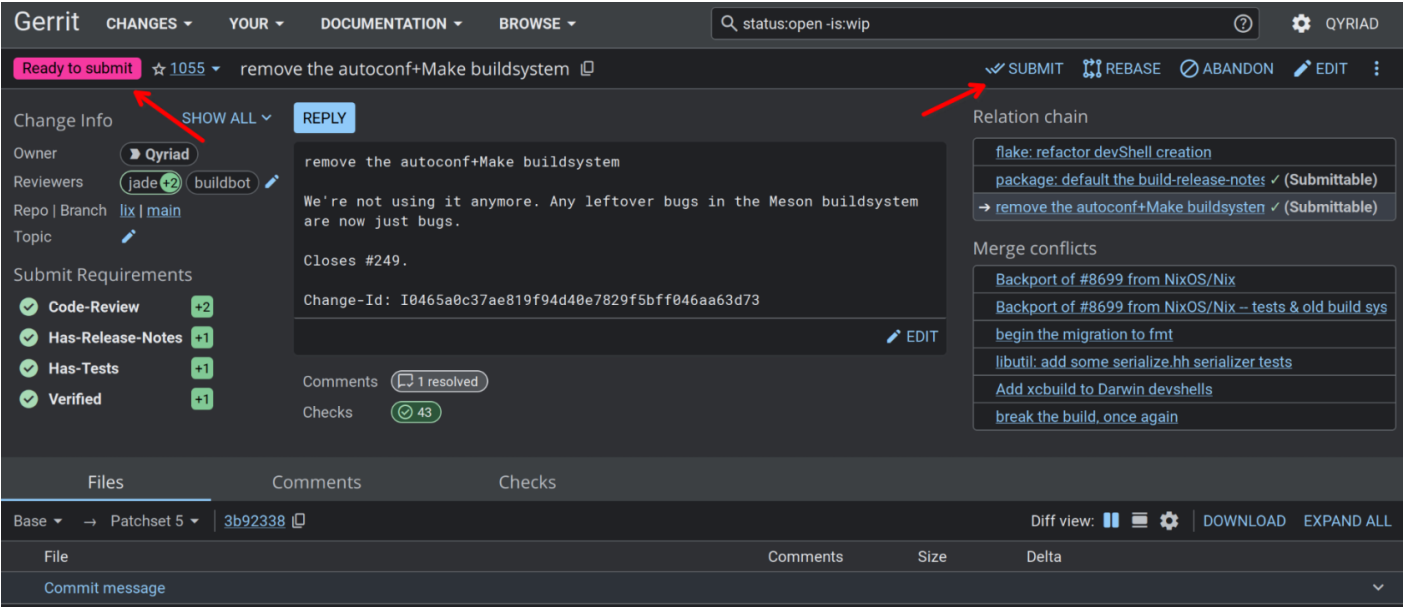 Gerrit CHANGES YOUR DOCUMENTATION BROWSE status:open -is:wip QYRIAD
Ready to submit 1055 remove the autoconf+Make buildsystem SUBMIT REBASE ABANDON EDIT
Change Info SHOW ALL
Owner Qyriad
Reviewers jade +2 buildbot
Repo | Branch lix | main
Topic
Submit Requirements
Code-Review +2
Has-Release-Notes +1
Has-Tests +1
Verified +1
REPLY
remove the autoconf+Make buildsystem
We're not using it anymore. Any leftover bugs in the Meson buildsystem
are now just bugs.
Closes #249.
Change-Id: I0465a0c37ae819f94d40e7829f5bff046aa63d73
EDIT
Comments 1 resolved
Checks 43
Relation chain
flake: refactor devShell creation
package: default the build-release-notes ✓ (Submittable)
→ remove the autoconf+Make buildsystem ✓ (Submittable)
Merge conflicts
Backport of #8699 from NixOS/Nix
Backport of #8699 from NixOS/Nix -- tests & old build sys
begin the migration to fmt
libutil: add some serialize.hh serializer tests
Add xcbuild to Darwin devshells
break the build, once again
Files Comments Checks
Base → Patchset 5 3b92338 Diff view: DOWNLOAD EXPAND ALL
File Comments Size Delta
Commit message